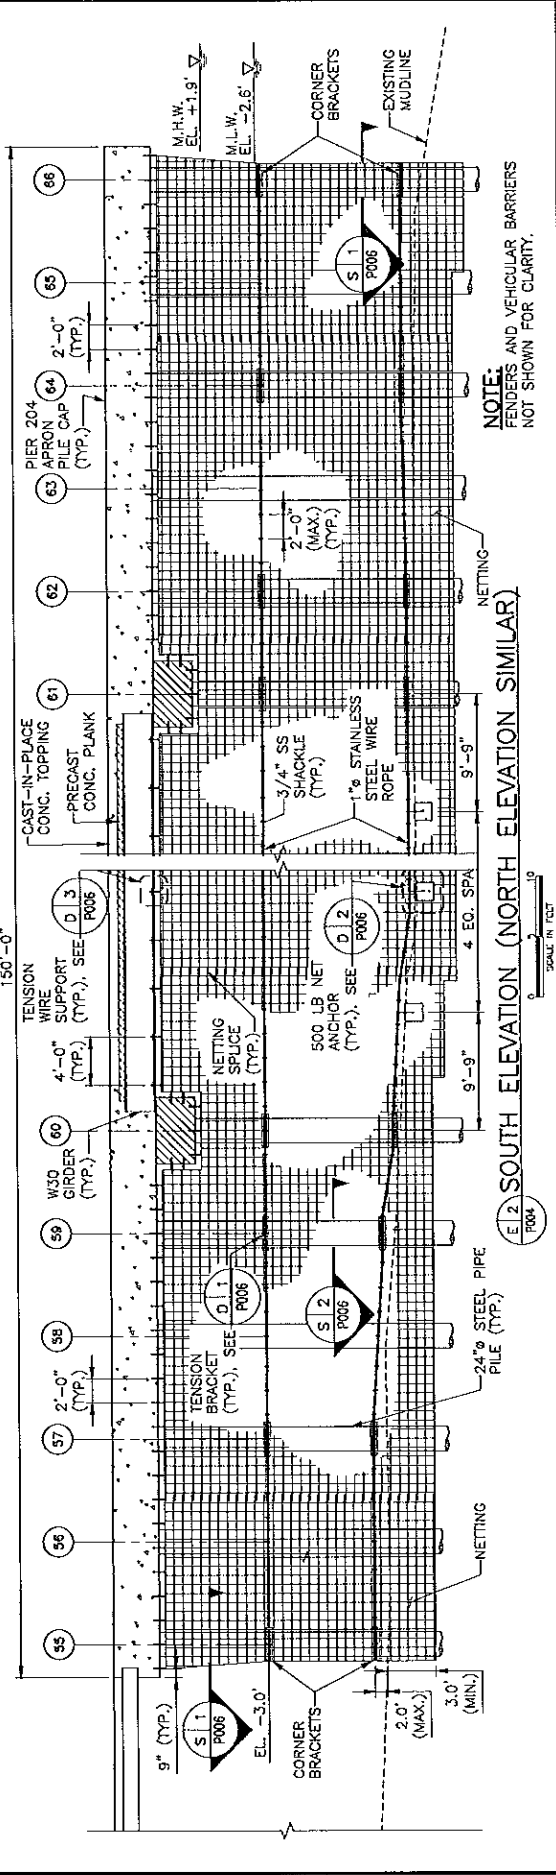 150'-0"
CAST-IN-PLACE
CONC. TOPPING
PRECAST
CONC. PLANK
PIER 204
APRON
PILE CAP
(TYP.)
2'-0"
(TYP.)
TENSION
WIRE
SUPPORT
(TYP.), SEE
D 3
P006
4'-0"
(TYP.)
W30
GIRDER
(TYP.)
2'-0"
(TYP.)
55
56
57
58
59
60
61
62
63
64
65
66
M.H.W.
EL. +1.9'
M.L.W.
EL. -2.6'
CORNER
BRACKETS
EXISTING
MUDLINE
9" (TYP.)
S 1
P006
EL. -3.0'
CORNER
BRACKETS
2.0'
(MAX.)
3.0'
(MIN.)
TENSION
BRACKET
(TYP.), SEE
D 1
P006
S 2
P006
NETTING
SPLICE
(TYP.)
500 LB NET
ANCHOR
(TYP.), SEE
D 2
P006
3/4" SS
SHACKLE
(TYP.)
1"ø STAINLESS
STEEL WIRE
ROPE
2'-0"
(MAX.)
(TYP.)
S 1
P006
24"ø STEEL PIPE
PILE (TYP.)
NETTING
9'-9"
4 EQ. SPA
9'-9"
NETTING
NOTE:
FENDERS AND VEHICULAR BARRIERS
NOT SHOWN FOR CLARITY.
E 2
P004
SOUTH ELEVATION (NORTH ELEVATION SIMILAR)
0
10
SCALE IN FEET